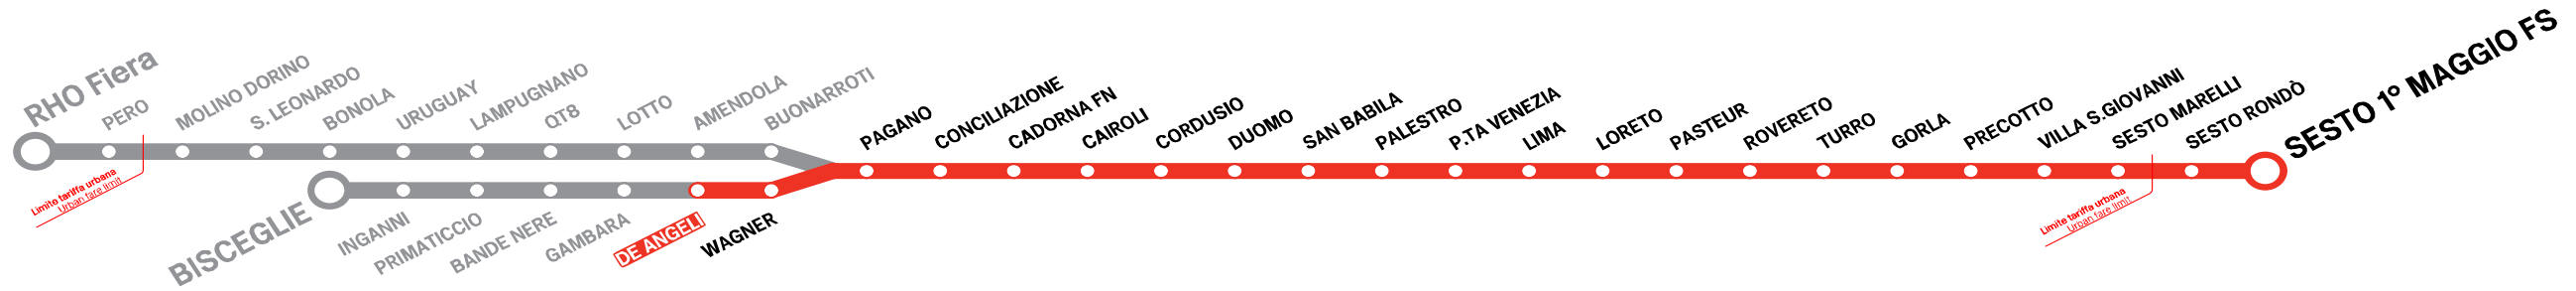 RHO Fiera
PERO
MOLINO DORINO
S. LEONARDO
BONOLA
URUGUAY
LAMPUGNANO
QT8
LOTTO
AMENDOLA
BUONARROTI
PAGANO
CONCILIAZIONE
CADORNA FN
CAIROLI
CORDUSIO
DUOMO
SAN BABILA
PALESTRO
P.TA VENEZIA
LIMA
LORETO
PASTEUR
ROVERETO
TURRO
GORLA
PRECOTTO
VILLA S.GIOVANNI
SESTO MARELLI
SESTO RONDÒ
SESTO 1° MAGGIO FS
Limite tariffa urbana
Urban fare limit
BISCEGLIE
INGANNI
PRIMATICCIO
BANDE NERE
GAMBARA
DE ANGELI
WAGNER
Limite tariffa urbana
Urban fare limit